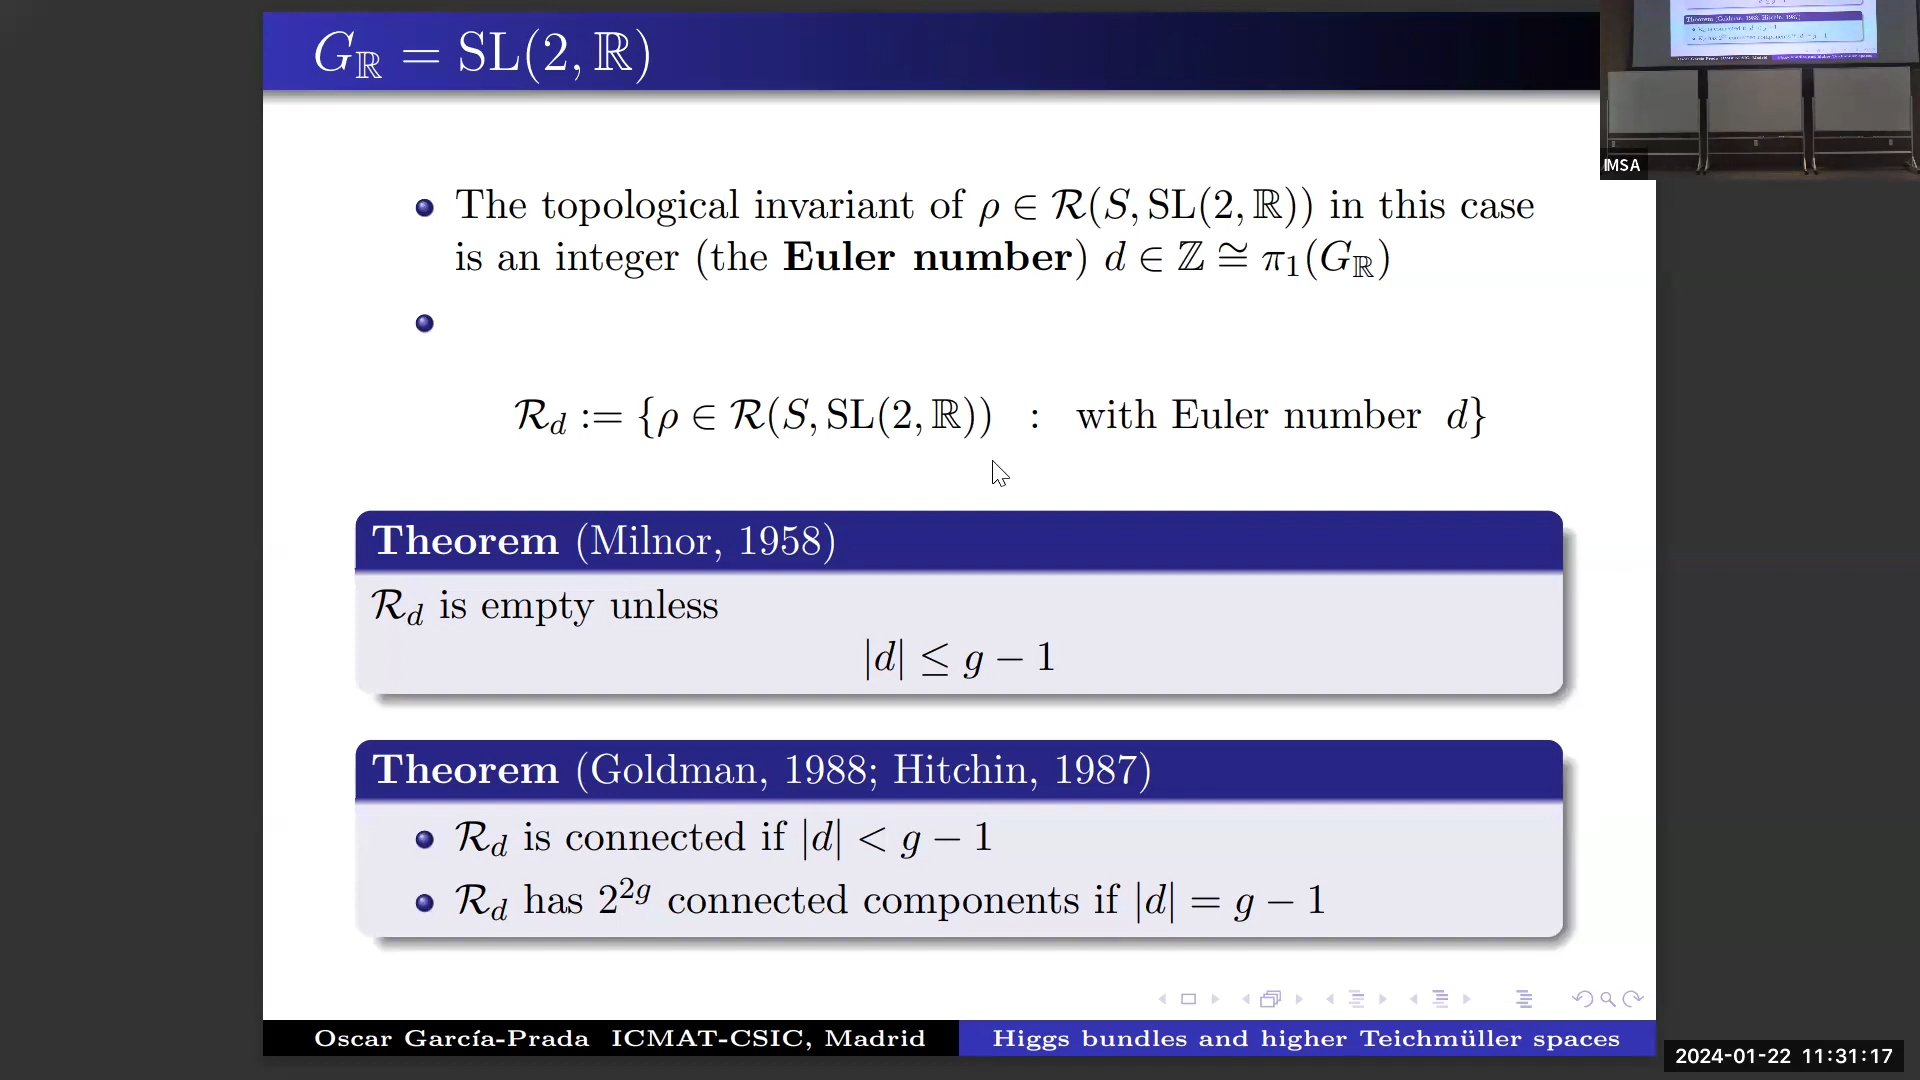 G_ℝ = SL(2, ℝ)
IMSA
The topological invariant of ρ ∈ ℛ(S, SL(2, ℝ)) in this case
is an integer (the Euler number) d ∈ ℤ ≅ π₁(G_ℝ)
ℛ_d := {ρ ∈ ℛ(S, SL(2, ℝ)) : with Euler number d}
Theorem (Milnor, 1958)
ℛ_d is empty unless
|d| ≤ g − 1
Theorem (Goldman, 1988; Hitchin, 1987)
ℛ_d is connected if |d| < g − 1
ℛ_d has 2^{2g} connected components if |d| = g − 1
Oscar García-Prada ICMAT-CSIC, Madrid
Higgs bundles and higher Teichmüller spaces
2024-01-22 11:31:17